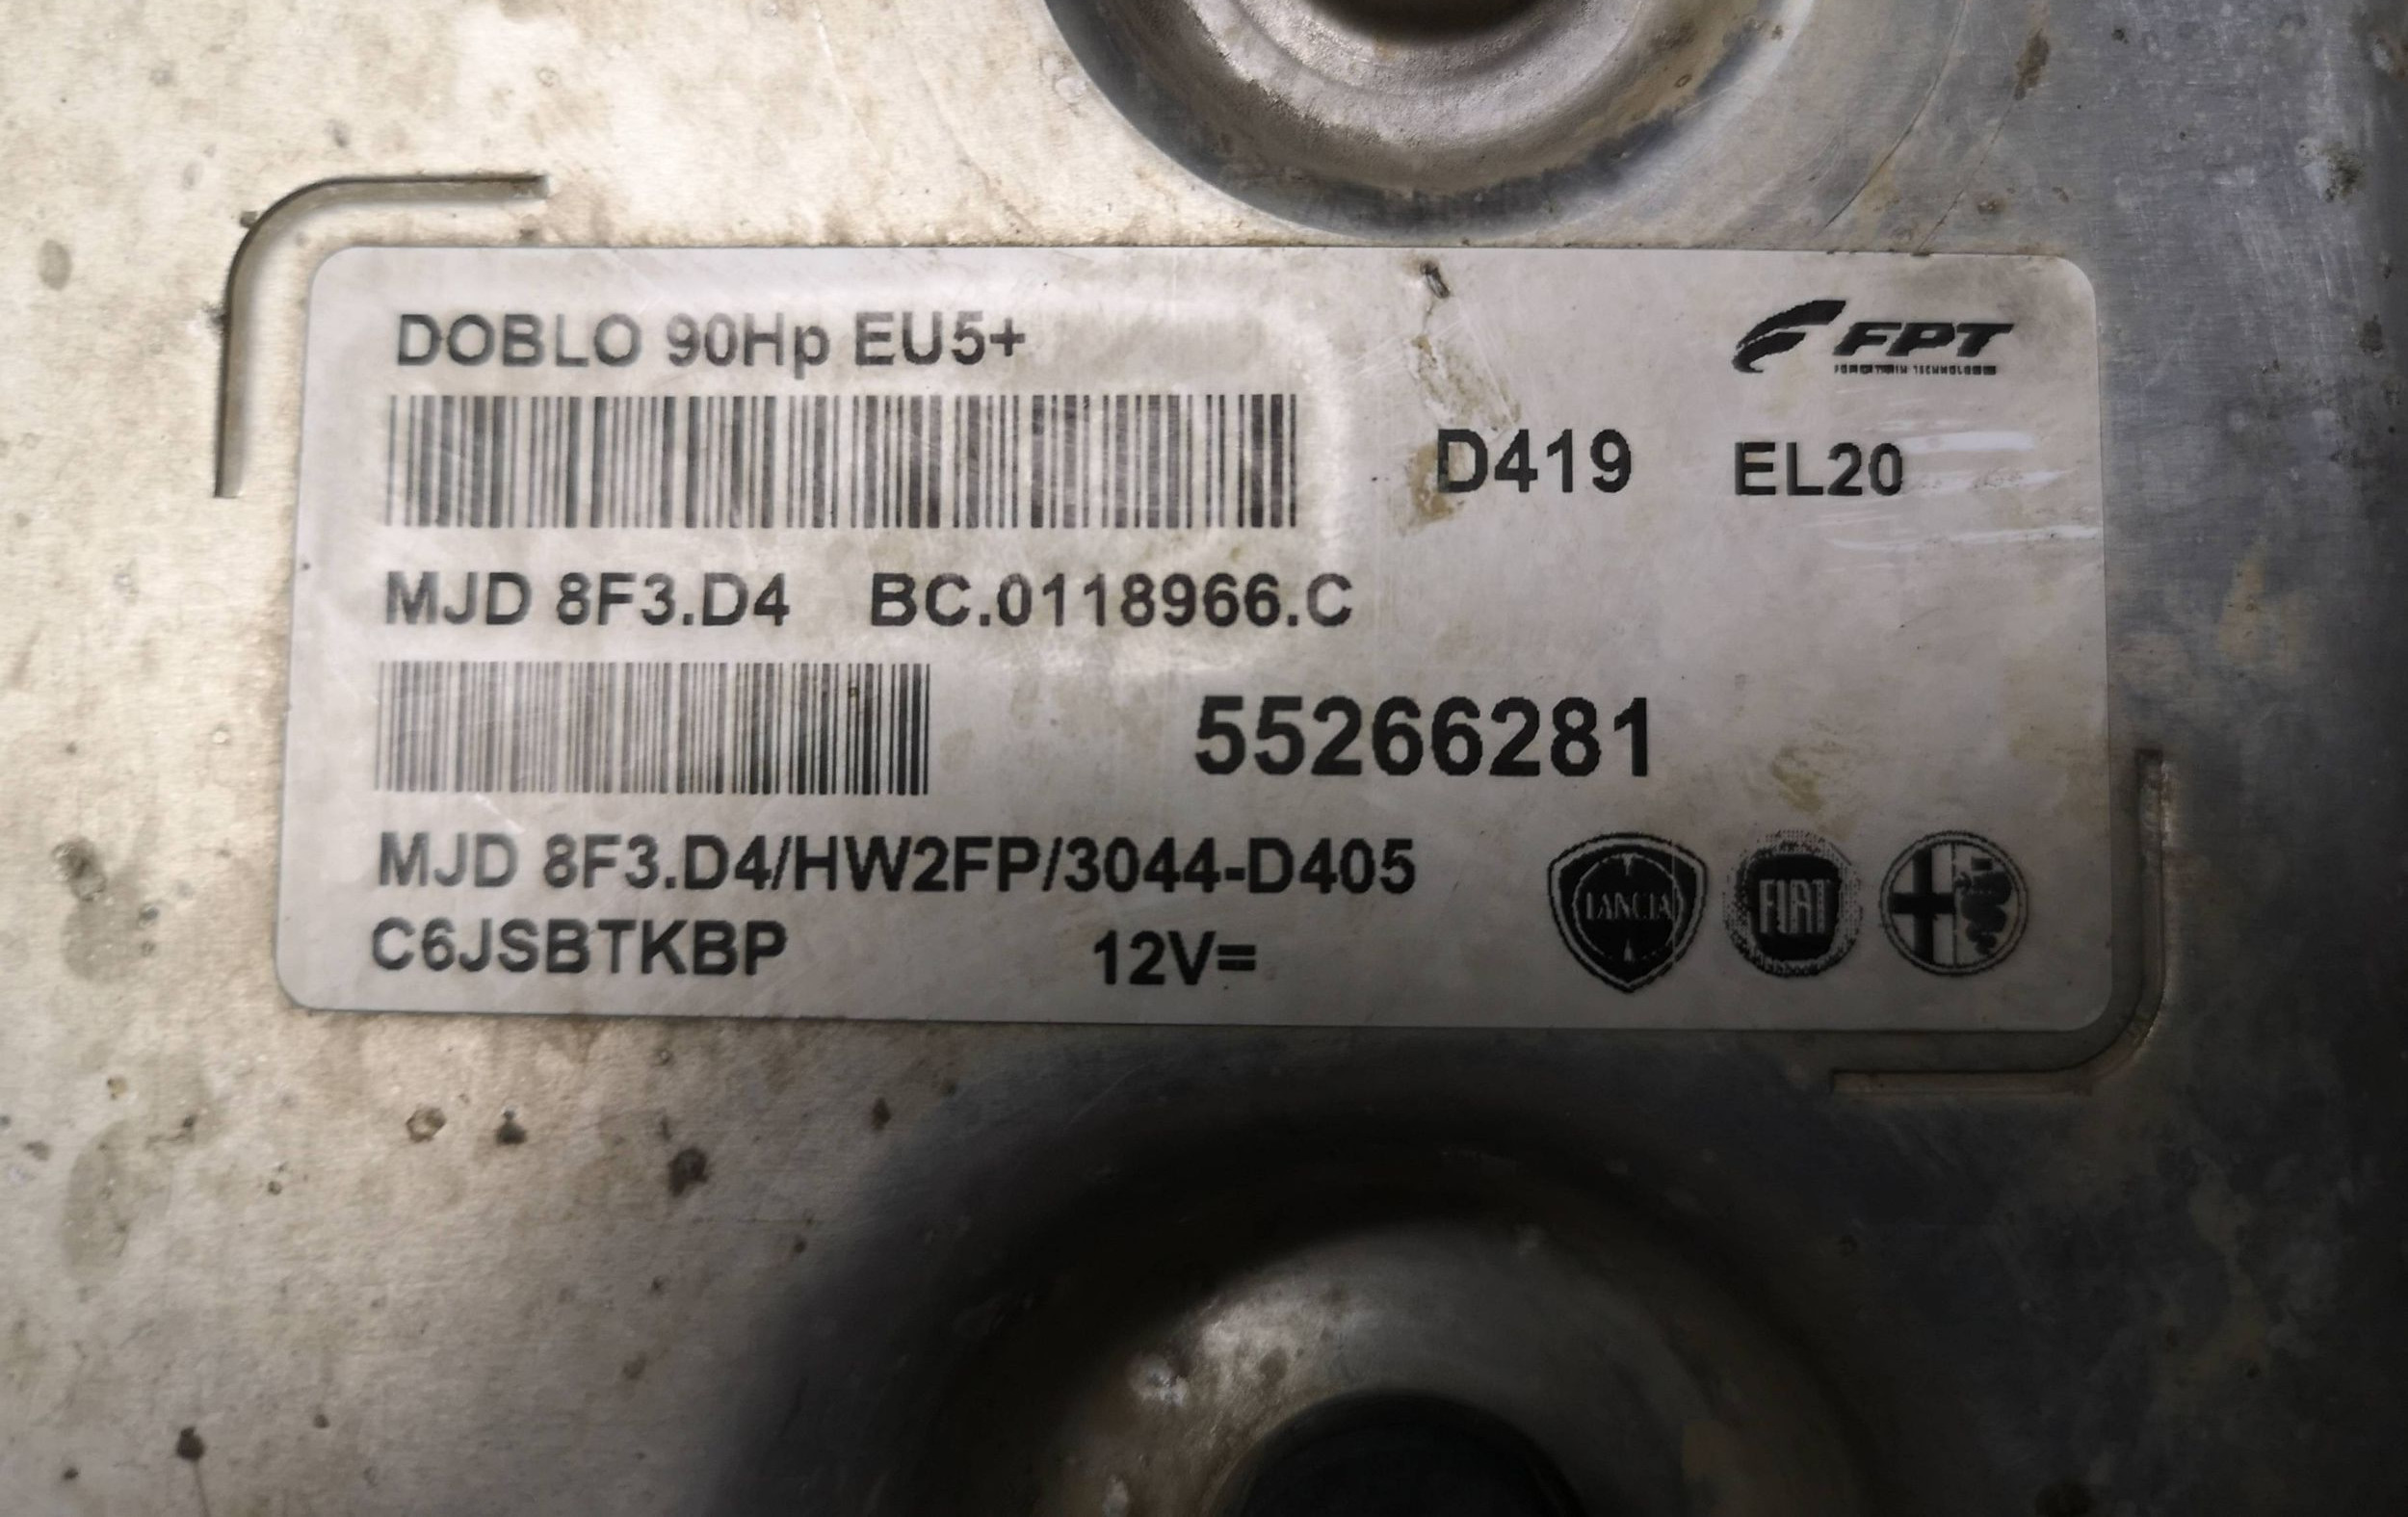 DOBLO 90Hp EU5+
FPT
D419 EL20
MJD 8F3.D4 BC.0118966.C
55266281
MJD 8F3.D4/HW2FP/3044-D405
C6JSBTKBP 12V=
LANCIA FIAT